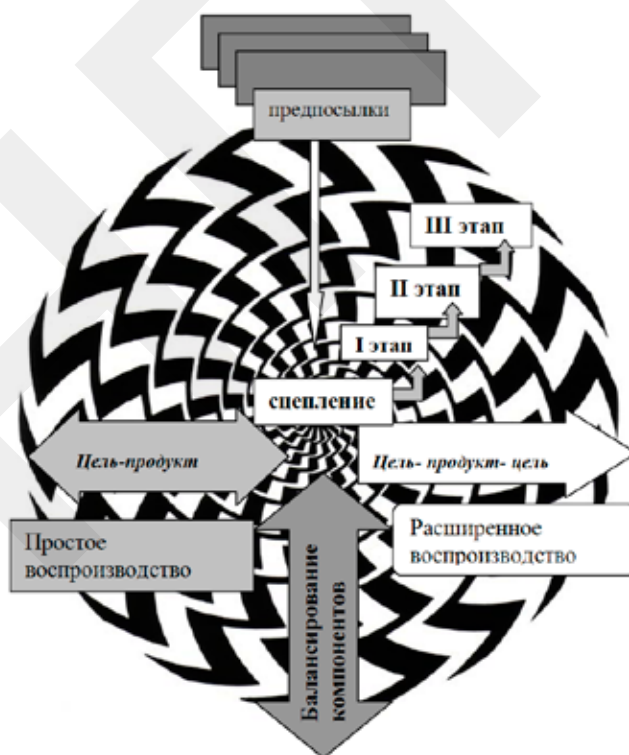 предпосылки
III этап
II этап
I этап
сцепление
Цель-продукт
Цель- продукт- цель
Простое
воспроизводство
Расширенное
воспроизводство
Балансирование
компонентов